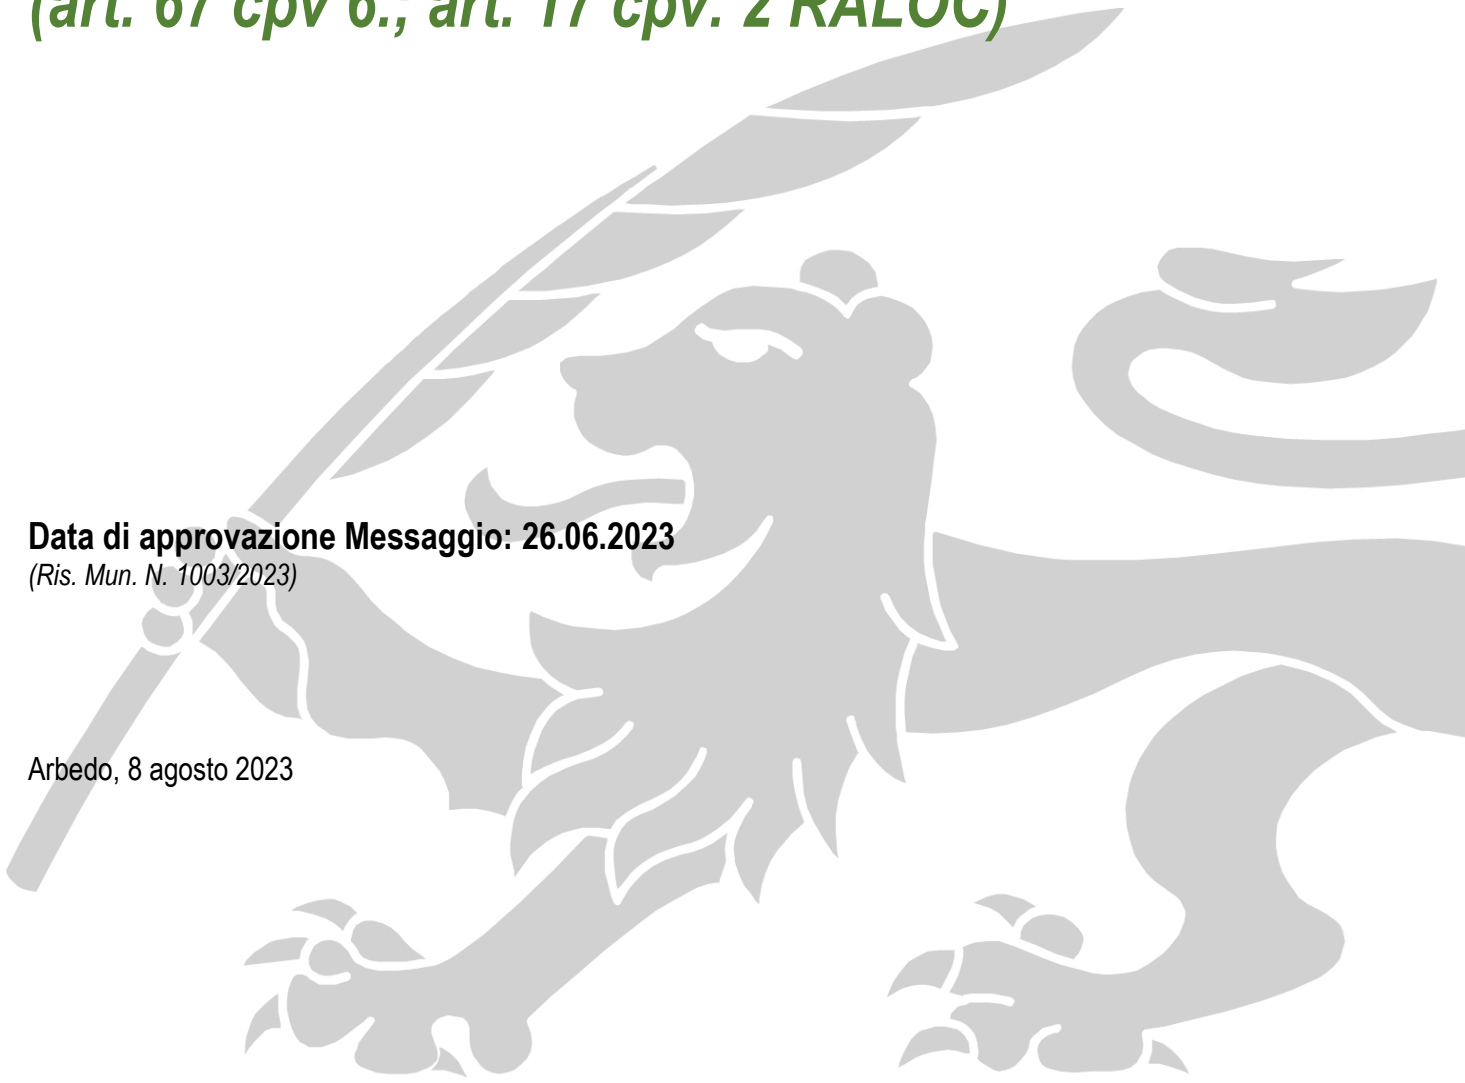 (art. 67 cpv 6.; art. 17 cpv. 2 RALOC)
Data di approvazione Messaggio: 26.06.2023
(Ris. Mun. N. 1003/2023)
Arbedo, 8 agosto 2023